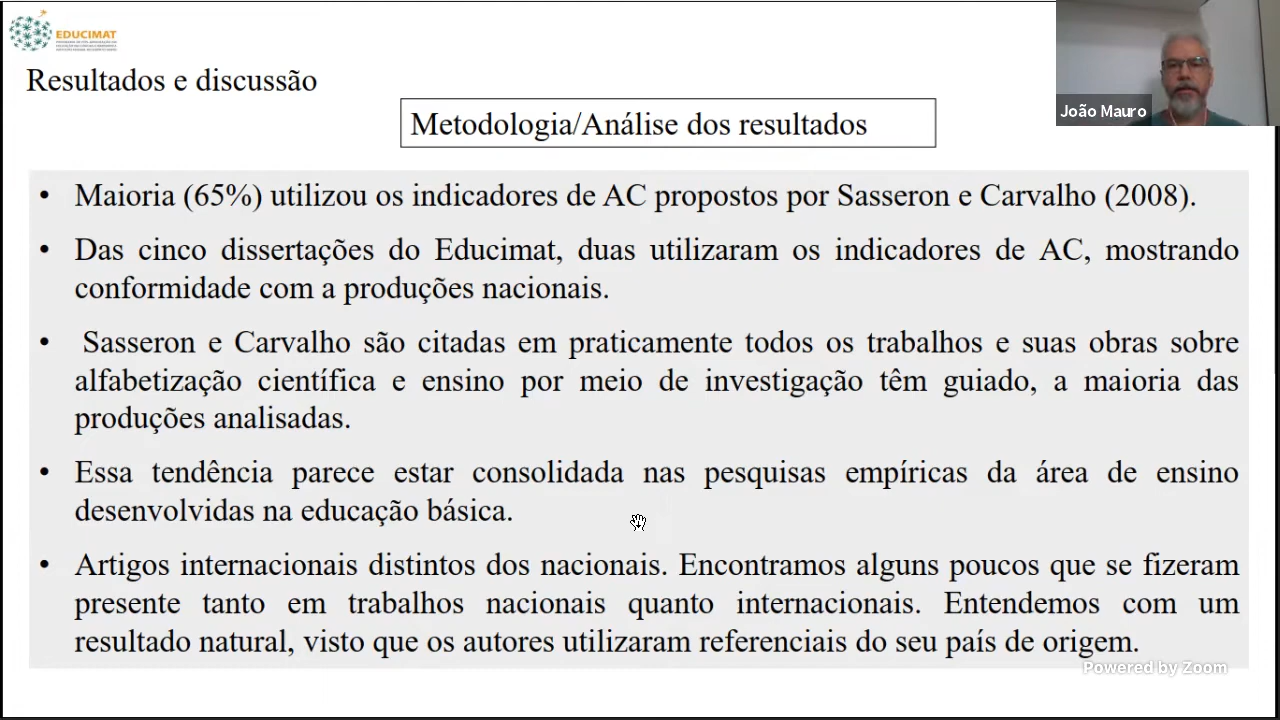 EDUCIMAT
Resultados e discussão
Metodologia/Análise dos resultados
João Mauro
• Maioria (65%) utilizou os indicadores de AC propostos por Sasseron e Carvalho (2008).
• Das cinco dissertações do Educimat, duas utilizaram os indicadores de AC, mostrando
conformidade com a produções nacionais.
• Sasseron e Carvalho são citadas em praticamente todos os trabalhos e suas obras sobre
alfabetização científica e ensino por meio de investigação têm guiado, a maioria das
produções analisadas.
• Essa tendência parece estar consolidada nas pesquisas empíricas da área de ensino
desenvolvidas na educação básica.
• Artigos internacionais distintos dos nacionais. Encontramos alguns poucos que se fizeram
presente tanto em trabalhos nacionais quanto internacionais. Entendemos com um
resultado natural, visto que os autores utilizaram referenciais do seu país de origem.
Powered by Zoom